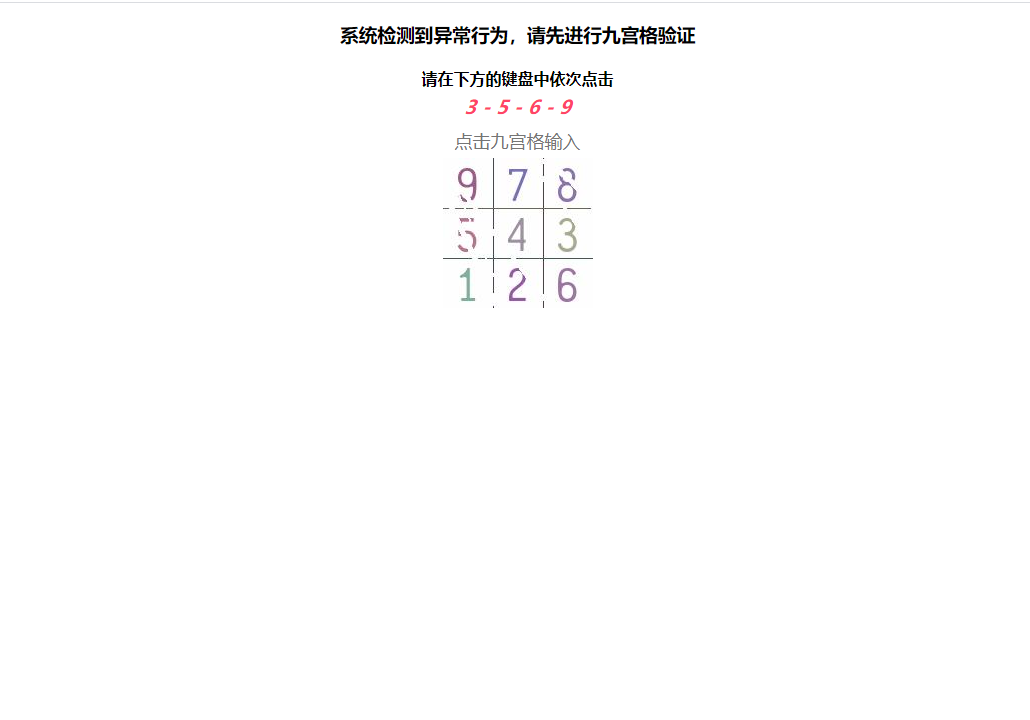 系统检测到异常行为，请先进行九宫格验证
请在下方的键盘中依次点击
3 - 5 - 6 - 9
点击九宫格输入
9 7 8
5 4 3
1 2 6